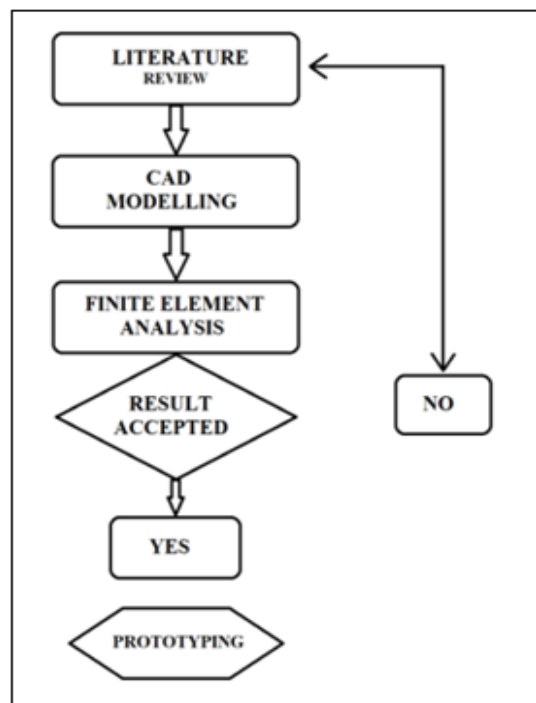 LITERATURE
REVIEW
CAD
MODELLING
FINITE ELEMENT
ANALYSIS
RESULT
ACCEPTED
NO
YES
PROTOTYPING